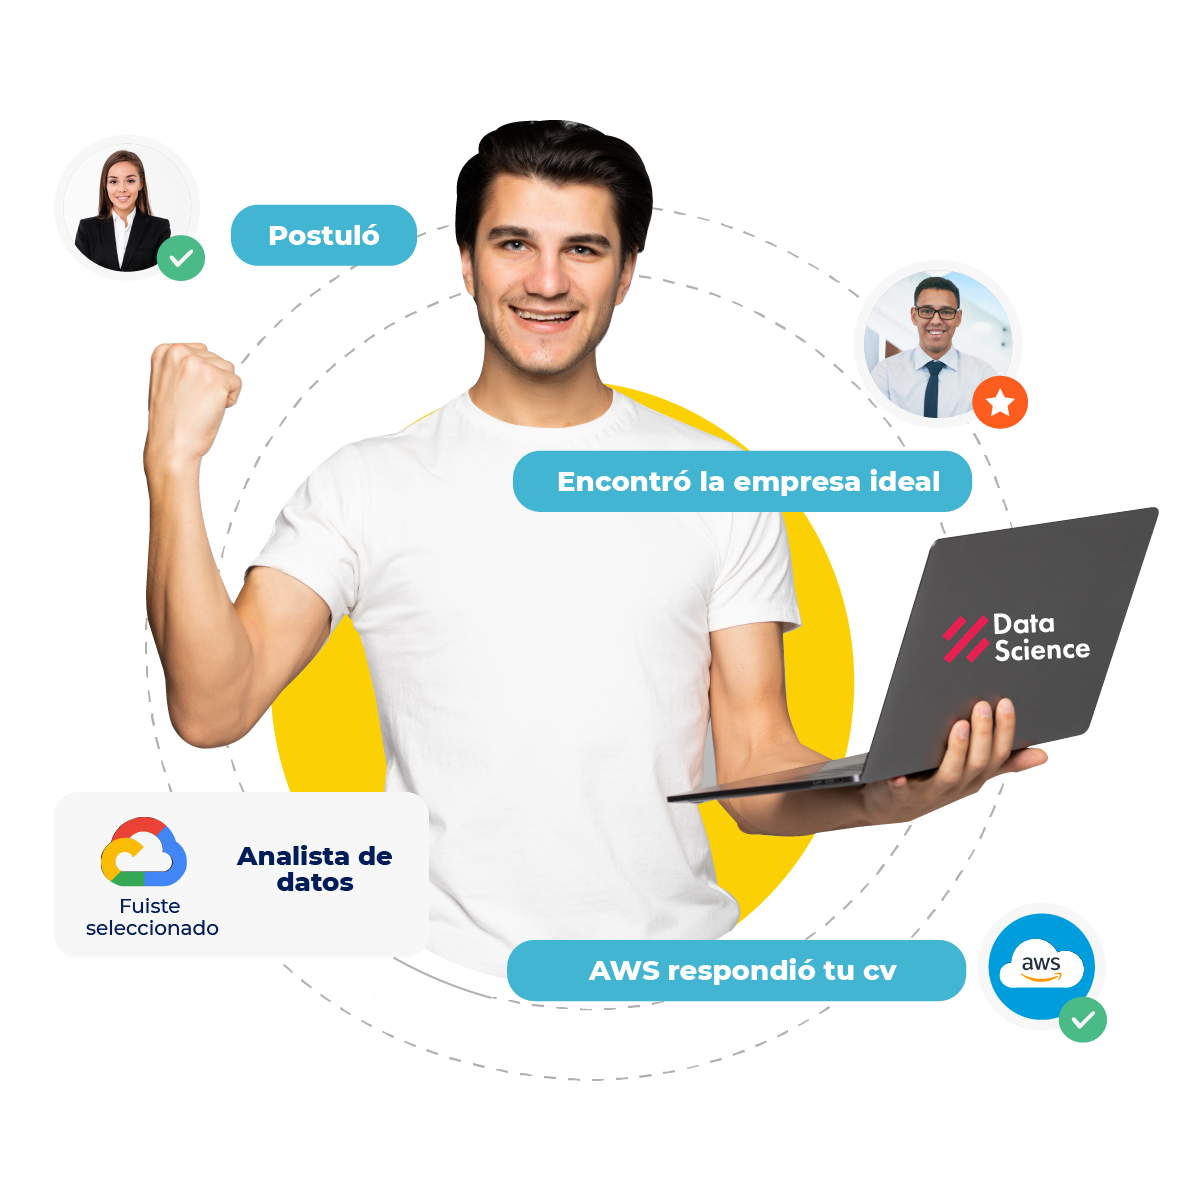 Postuló
Encontró la empresa ideal
Data
Science
Analista de
datos
Fuiste
seleccionado
AWS respondió tu cv
aws